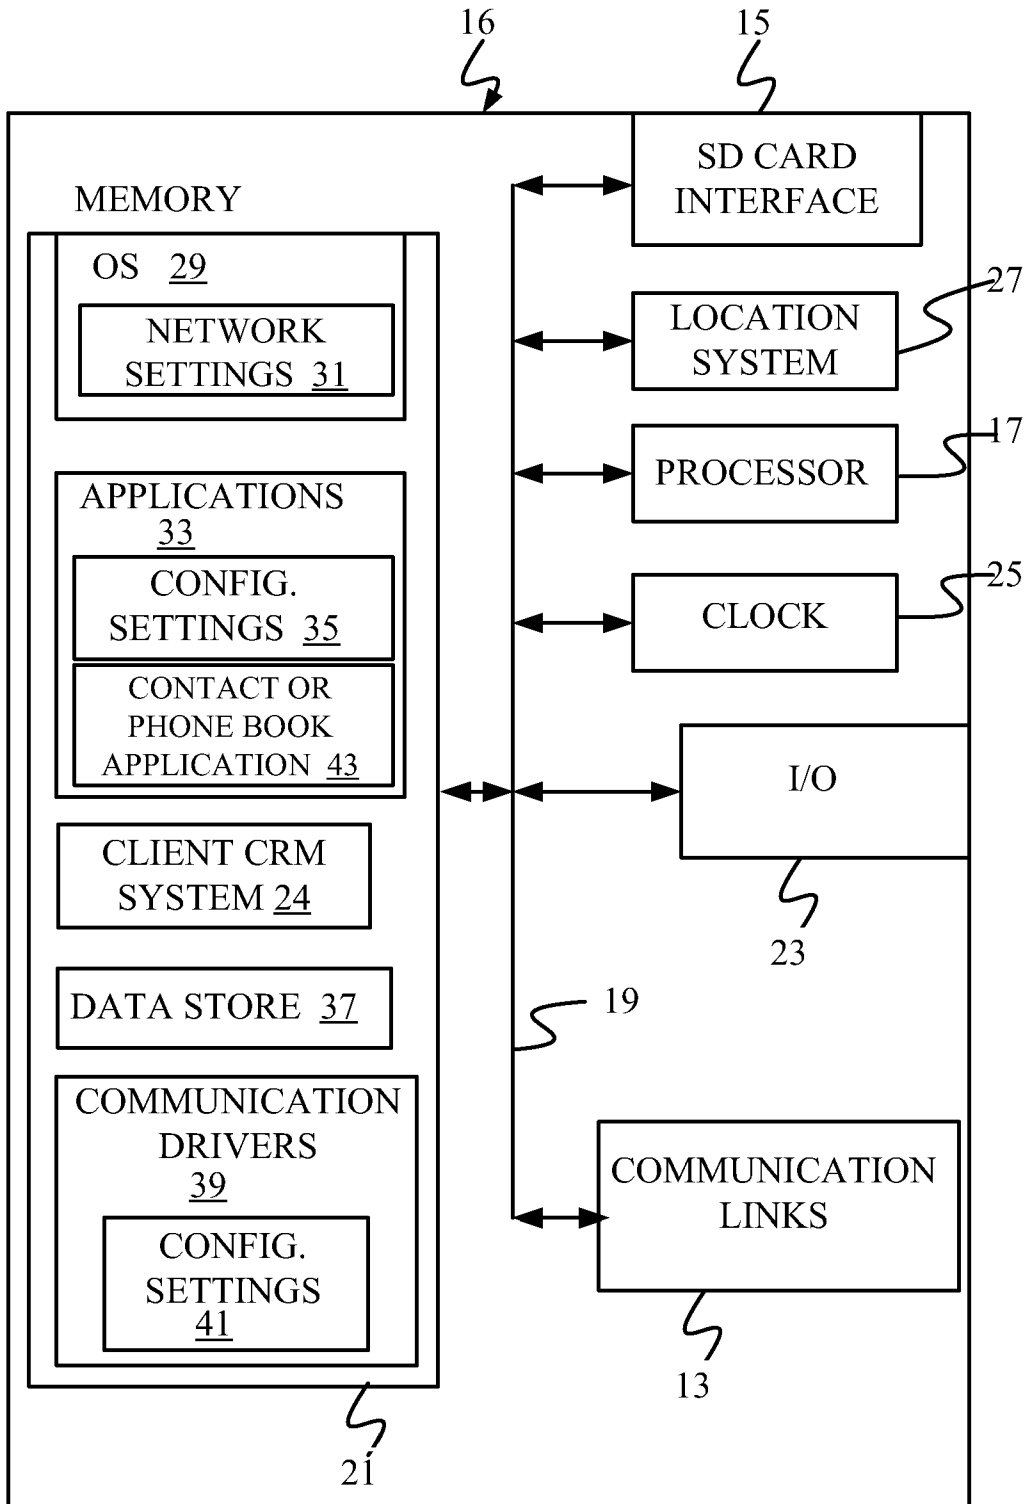 16
15
SD CARD
INTERFACE
MEMORY
OS 29
NETWORK
SETTINGS 31
27
LOCATION
SYSTEM
17
PROCESSOR
APPLICATIONS
33
CONFIG.
SETTINGS 35
25
CLOCK
CONTACT OR
PHONE BOOK
APPLICATION 43
I/O
23
CLIENT CRM
SYSTEM 24
DATA STORE 37
19
COMMUNICATION
DRIVERS
39
CONFIG.
SETTINGS
41
COMMUNICATION
LINKS
13
21